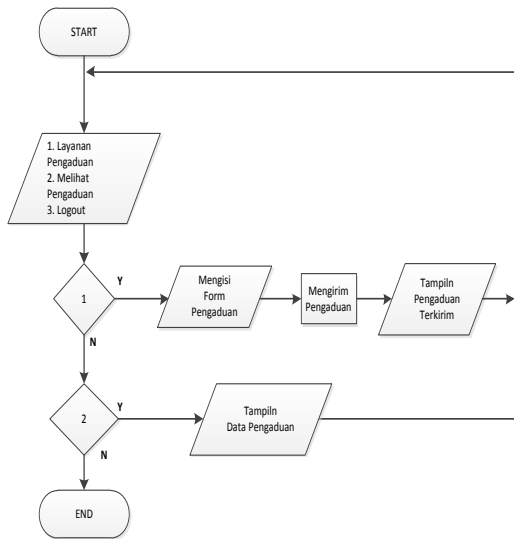 START
1. Layanan
Pengaduan
2. Melihat
Pengaduan
3. Logout
1
Y
Mengisi
Form
Pengaduan
Mengirim
Pengaduan
Tampiln
Pengaduan
Terkirim
N
2
Y
Tampiln
Data Pengaduan
N
END